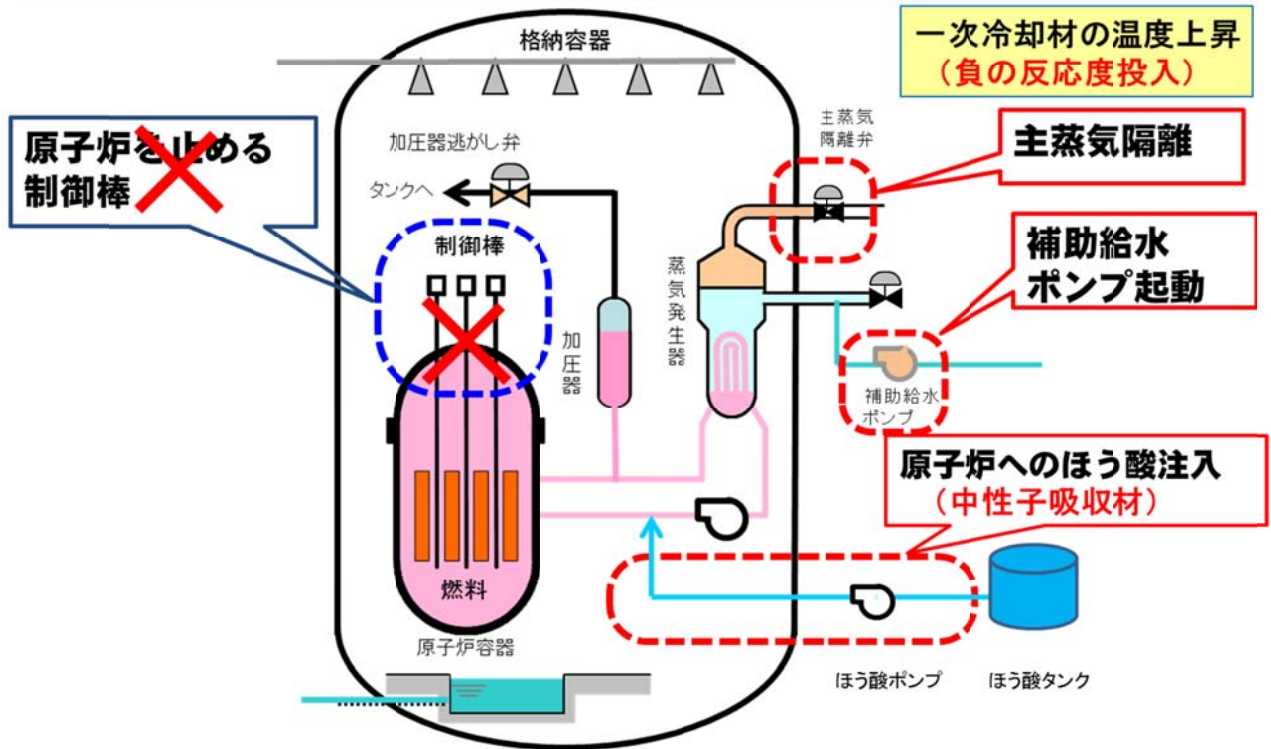 格納容器
一次冷却材の温度上昇
（負の反応度投入）
原子炉を止める
制御棒
加圧器逃がし弁
タンクへ
主蒸気
隔離弁
主蒸気隔離
制御棒
蒸気発生器
加圧器
補助給水
ポンプ起動
補助給水
ポンプ
原子炉へのほう酸注入
（中性子吸収材）
燃料
原子炉容器
ほう酸ポンプ
ほう酸タンク